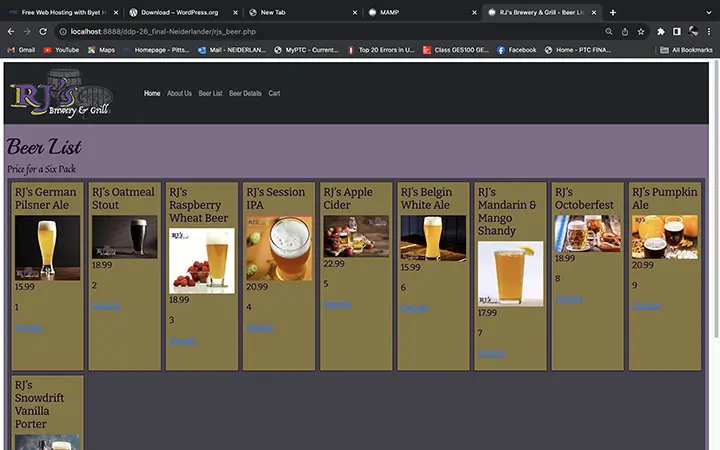 Free Web Hosting with Byet H
Download – WordPress.org
New Tab
MAMP
RJ's Brewery & Grill - Beer Lis
localhost:8888/ddp-26_final-Neiderlander/rjs_beer.php
Gmail
YouTube
Maps
Homepage - Pitts...
Mail - NEIDERLAN...
MyPTC - Current...
Top 20 Errors in U...
Class GE5100 GE...
Facebook
Home - PTC FINA...
All Bookmarks
RJ's
Brewery & Grill
Home
About Us
Beer List
Beer Details
Cart
Beer List
Price for a Six Pack
RJ's German
Pilsner Ale
15.99
1
Details
RJ's Oatmeal
Stout
18.99
2
Details
RJ's
Raspberry
Wheat Beer
RJ's
18.99
3
Details
RJ's Session
IPA
20.99
4
Details
RJ's Apple
Cider
22.99
5
Details
RJ's Belgin
White Ale
15.99
6
Details
RJ's
Mandarin &
Mango
Shandy
RJ's
17.99
7
Details
RJ's
Octoberfest
18.99
8
Details
RJ's Pumpkin
Ale
RJ's
20.99
9
Details
RJ's
Snowdrift
Vanilla
Porter